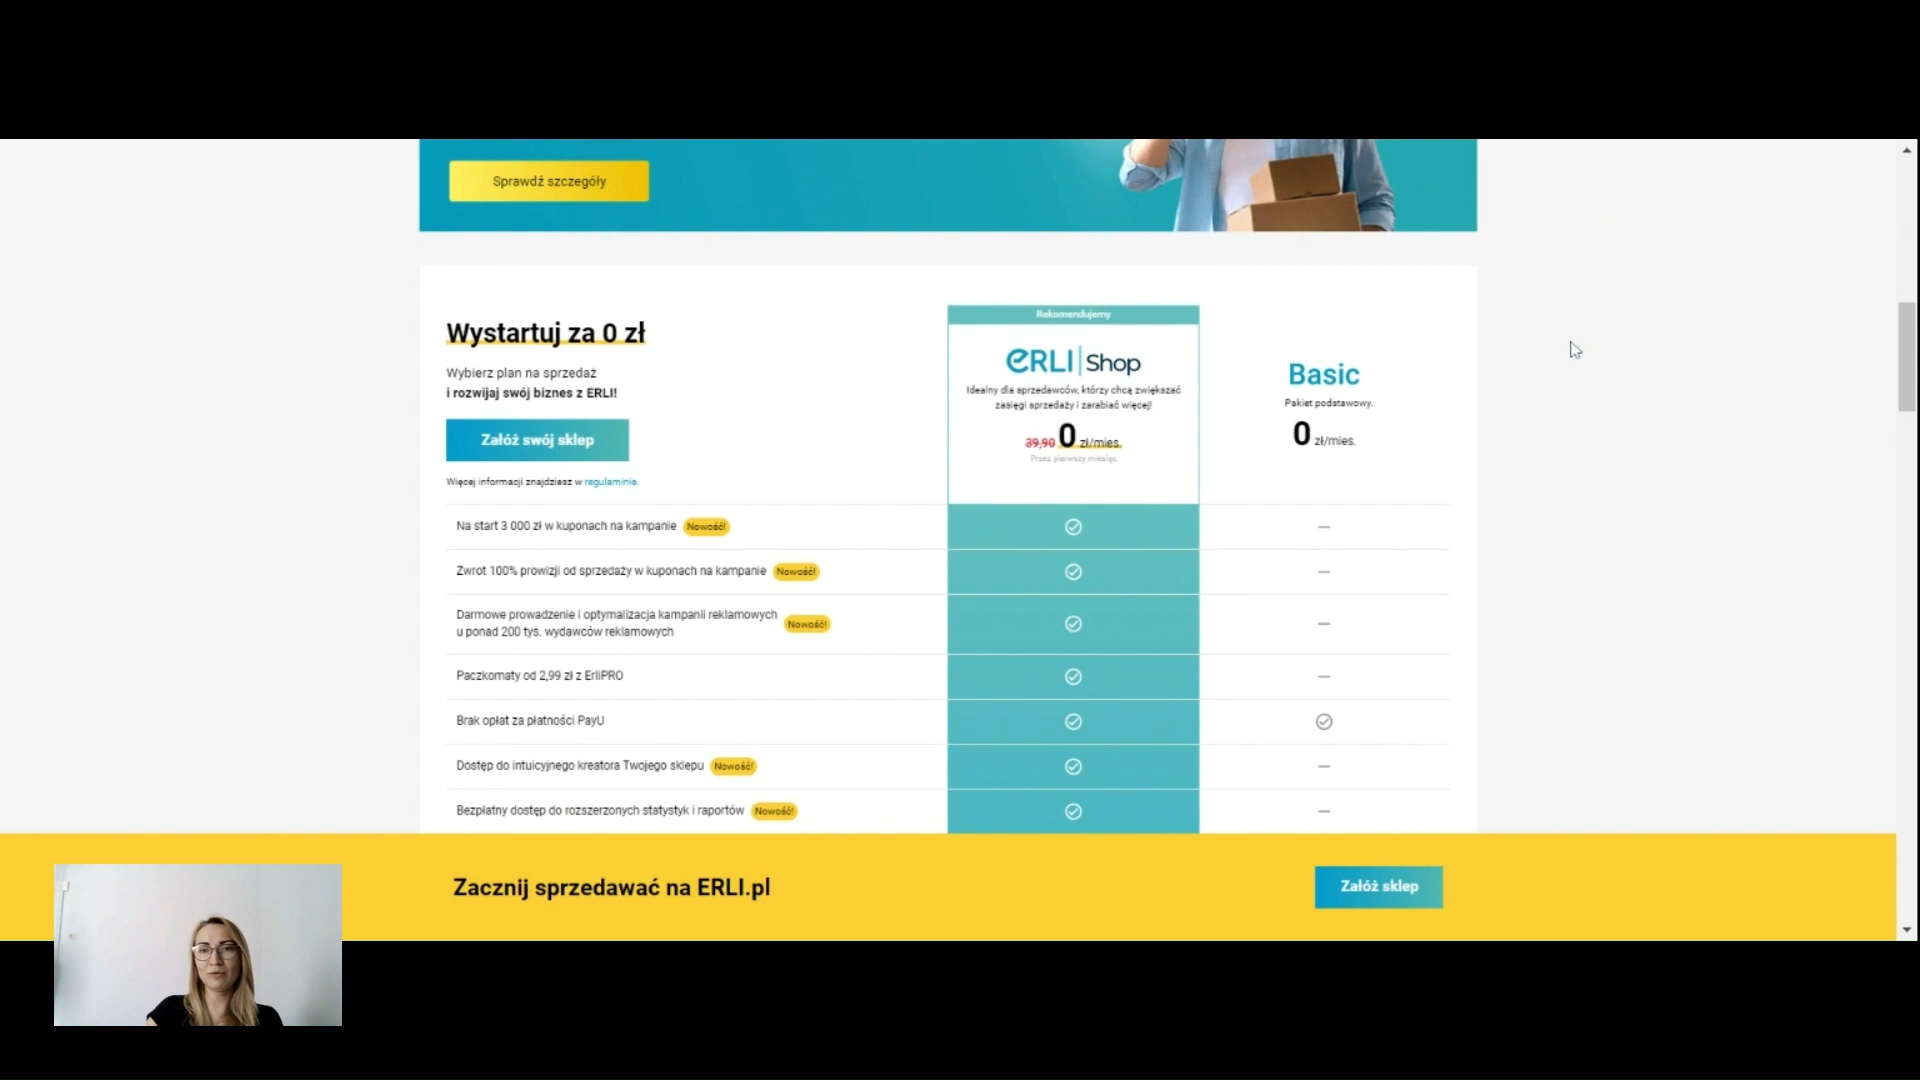 Sprawdź szczegóły
Wystartuj za 0 zł
Wybierz plan na sprzedaż
i rozwijaj swój biznes z ERLI!
Załóż swój sklep
Więcej informacji znajdziesz w regulaminie.
Rekomendujemy
ERLI Shop
Idealny dla sprzedawców, którzy chcą zwiększać
zasięgi sprzedaży i zarabiać więcej!
39,90 0 zł/mies.
Przez pierwszy miesiąc
Basic
Pakiet podstawowy.
0 zł/mies.
Na start 3 000 zł w kuponach na kampanie Nowość!
Zwrot 100% prowizji od sprzedaży w kuponach na kampanie Nowość!
Darmowe prowadzenie i optymalizacja kampanii reklamowych
u ponad 200 tys. wydawców reklamowych Nowość!
Paczkomaty od 2,99 zł z ErliPRO
Brak opłat za płatności PayU
Dostęp do intuicyjnego kreatora Twojego sklepu Nowość!
Bezpłatny dostęp do rozszerzonych statystyk i raportów Nowość!
Zacznij sprzedawać na ERLI.pl
Załóż sklep